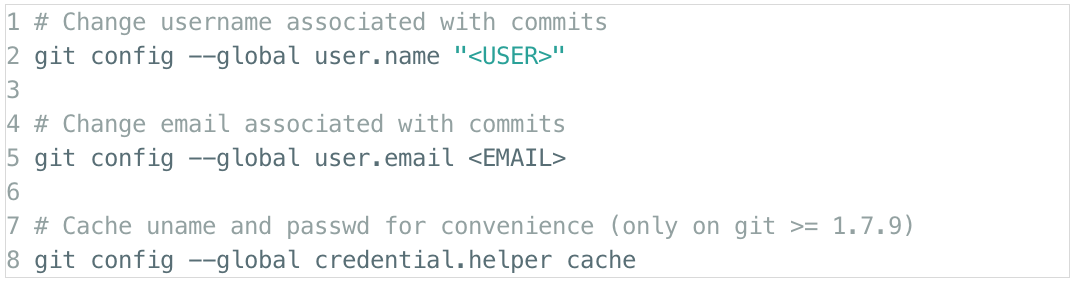 1 # Change username associated with commits
2 git config --global user.name "<USER>"
3
4 # Change email associated with commits
5 git config --global user.email <EMAIL>
6
7 # Cache uname and passwd for convenience (only on git >= 1.7.9)
8 git config --global credential.helper cache